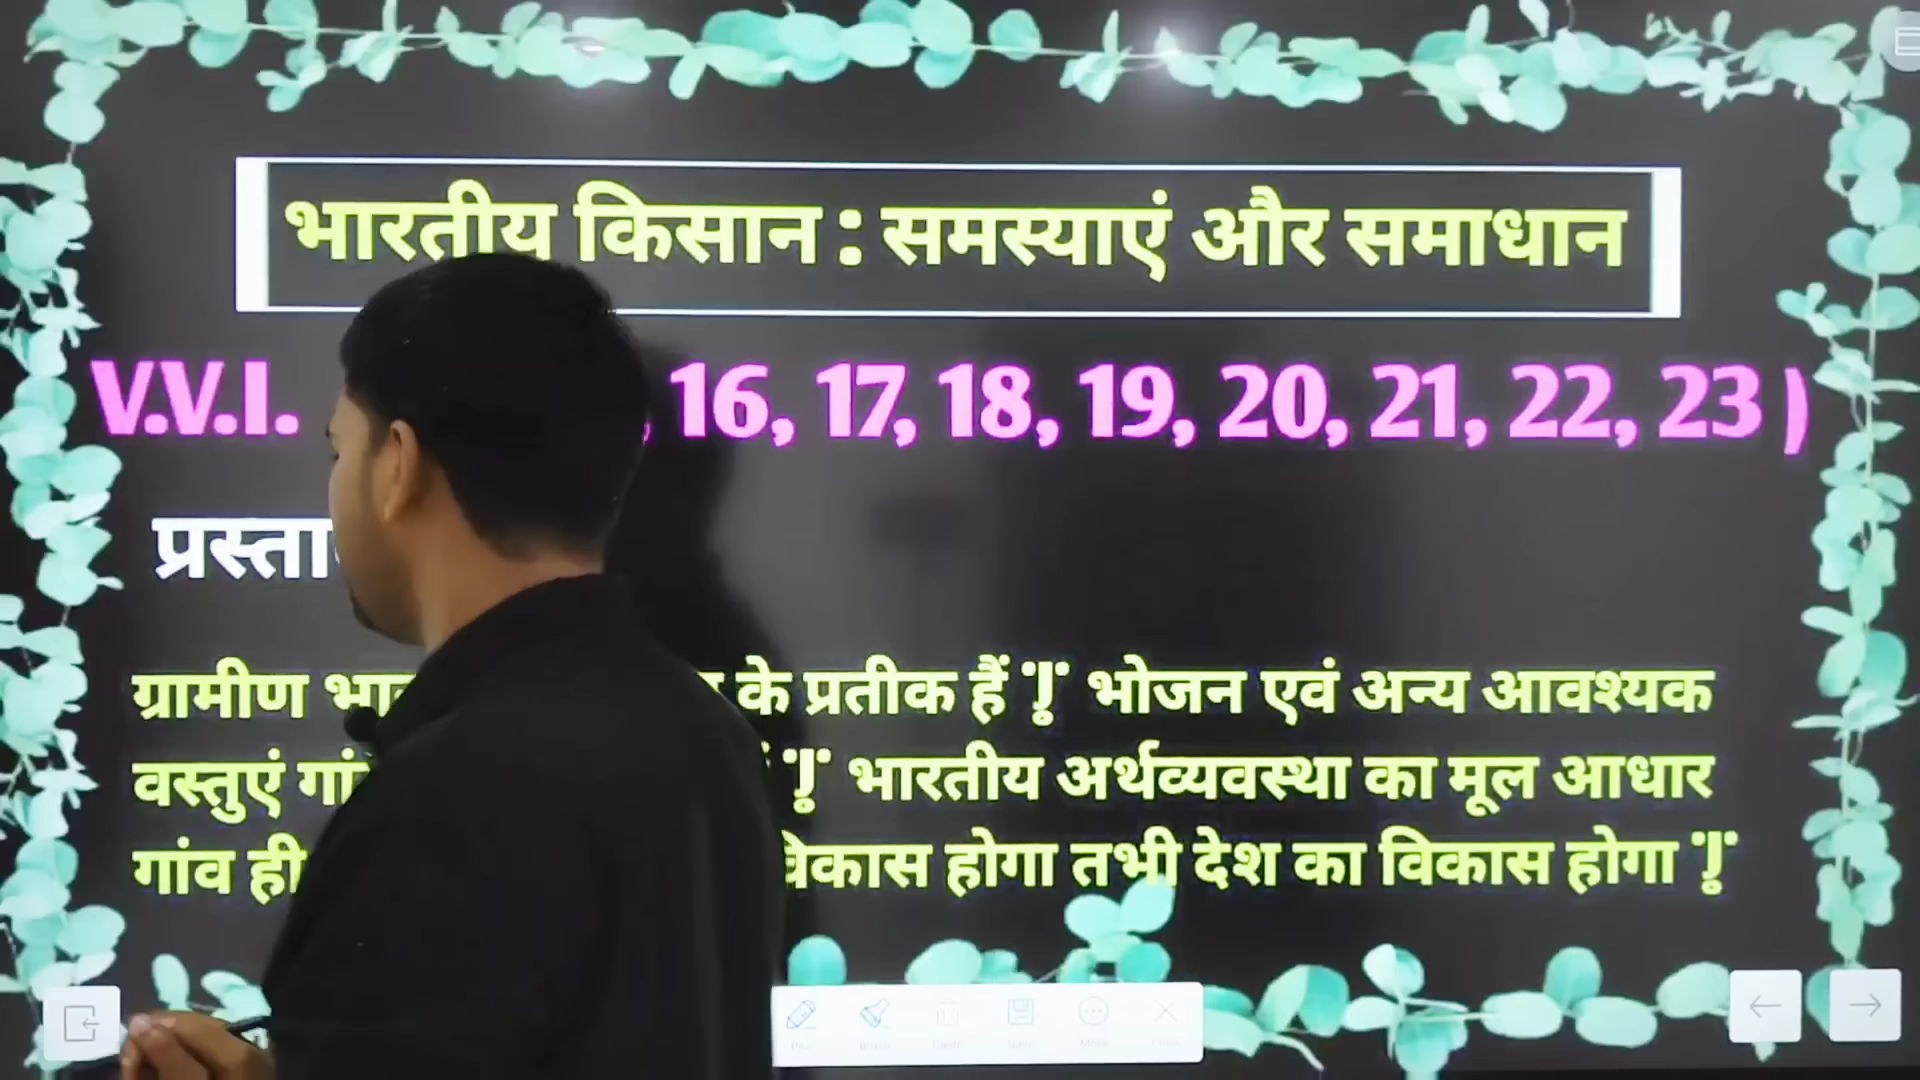 भारतीय किसान : समस्याएं और समाधान
V.V.I. 16, 17, 18, 19, 20, 21, 22, 23 )
ग्रामीण के प्रतीक हैं ! भोजन एवं अन्य आवश्यक
वस्तुएं ! भारतीय अर्थव्यवस्था का मूल आधार
गांव ही विकास होगा तभी देश का विकास होगा !